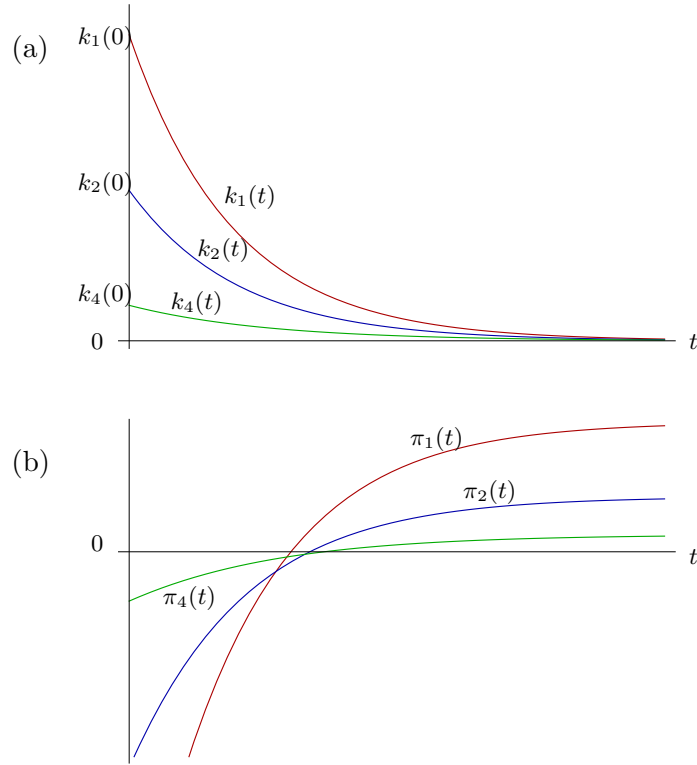 (a)
k₁(0)
k₂(0)
k₄(0)
0
k₁(t)
k₂(t)
k₄(t)
t
(b)
0
π₁(t)
π₂(t)
π₄(t)
t